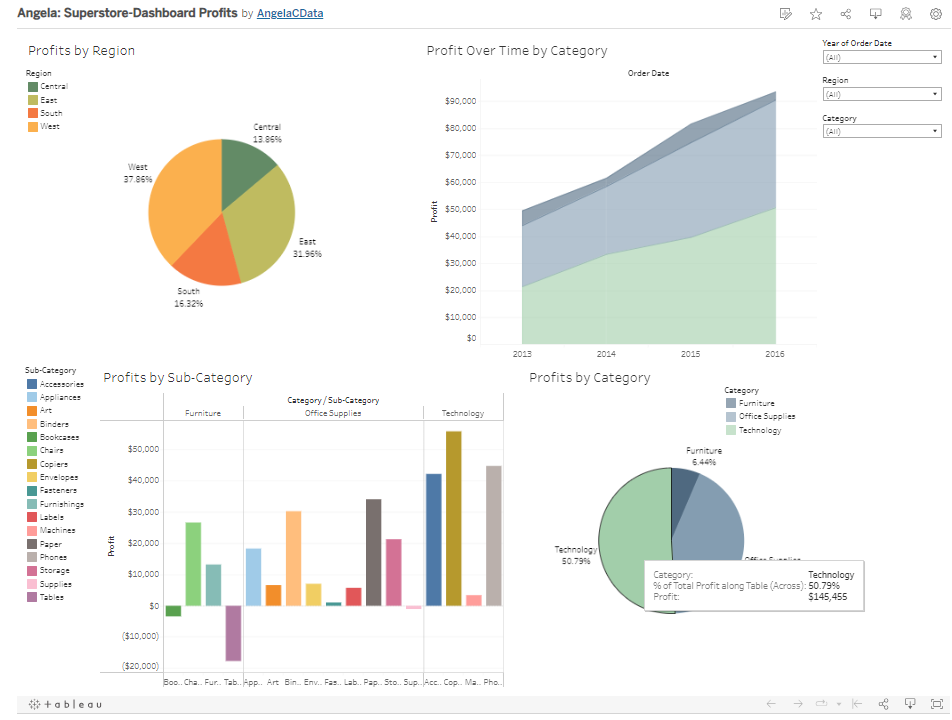 Angela: Superstore-Dashboard Profits by AngelaCData
Profits by Region
Region
Central
East
South
West
Central
13.86%
West
37.86%
East
31.96%
South
16.32%
Profit Over Time by Category
Order Date
Profit
$90,000
$80,000
$70,000
$60,000
$50,000
$40,000
$30,000
$20,000
$10,000
$0
2013 2014 2015 2016
Year of Order Date
(All)
Region
(All)
Category
(All)
Sub-Category
Accessories
Appliances
Art
Binders
Bookcases
Chairs
Copiers
Envelopes
Fasteners
Furnishings
Labels
Machines
Paper
Phones
Storage
Supplies
Tables
Profits by Sub-Category
Category / Sub-Category
Furniture Office Supplies Technology
Profit
$50,000
$40,000
$30,000
$20,000
$10,000
$0
($10,000)
($20,000)
Boo.. Cha.. Fur.. Tab.. App.. Art Bin.. Env.. Fas.. Lab.. Pap.. Sto.. Sup.. Acc.. Cop.. Ma.. Pho..
Profits by Category
Category
Furniture
Office Supplies
Technology
Furniture
6.44%
Technology
50.79%
Office Supplies
Category: Technology
% of Total Profit along Table (Across): 50.79%
Profit: $145,455
+ a b l e a u